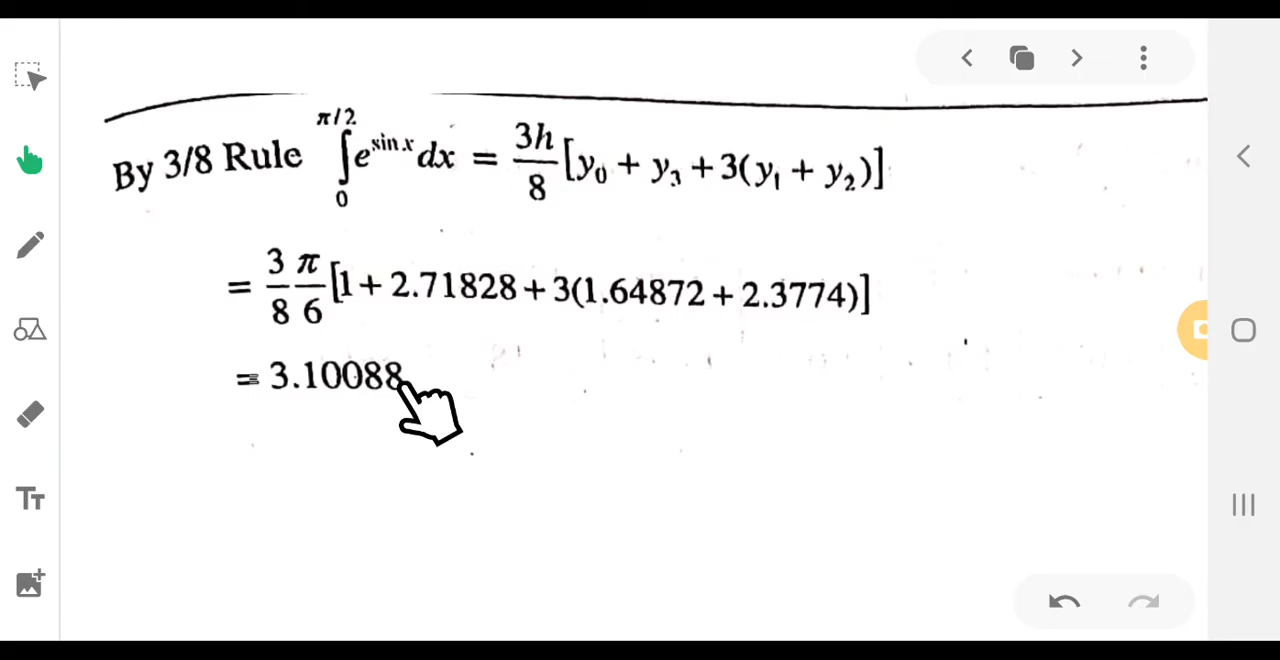 By 3/8 Rule ∫₀^{π/2} e^{sin x} dx = 3h/8 [y₀ + y₃ + 3(y₁ + y₂)]
= 3/8 π/6 [1 + 2.71828 + 3(1.64872 + 2.3774)]
= 3.10088
Tт